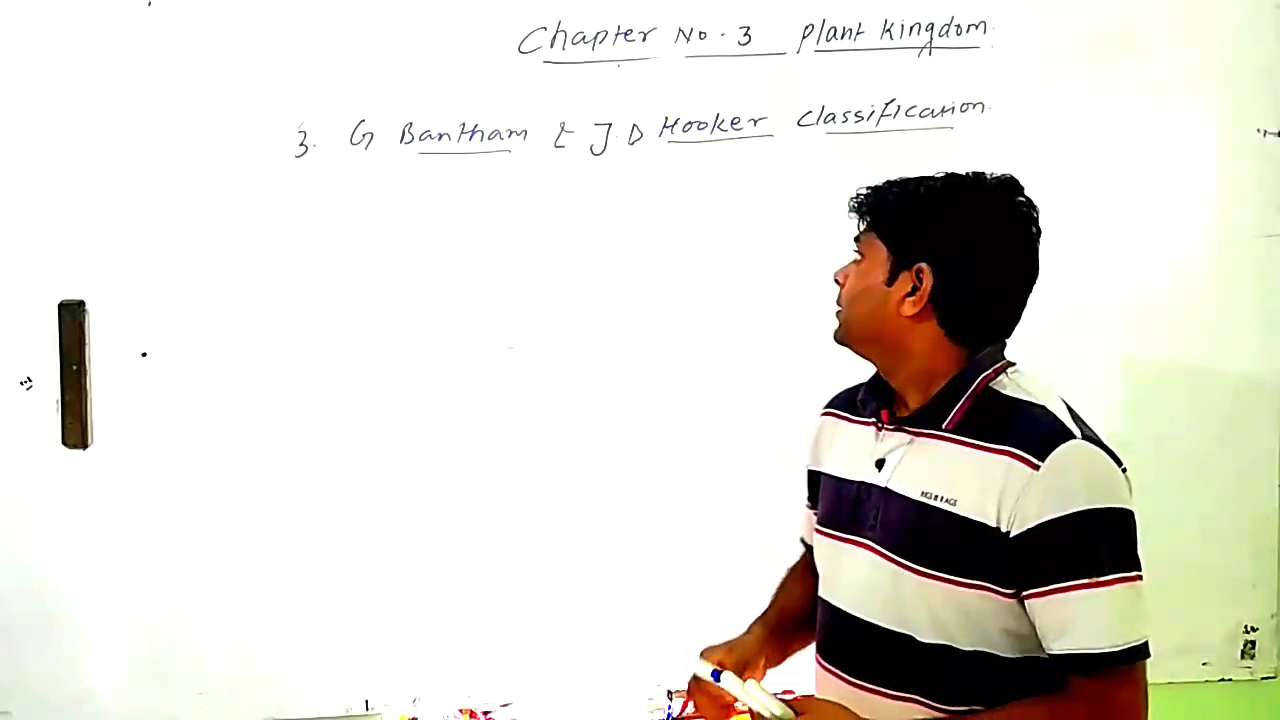 Chapter No. 3 Plant Kingdom.
3. G Bantham & J.D Hooker Classification.